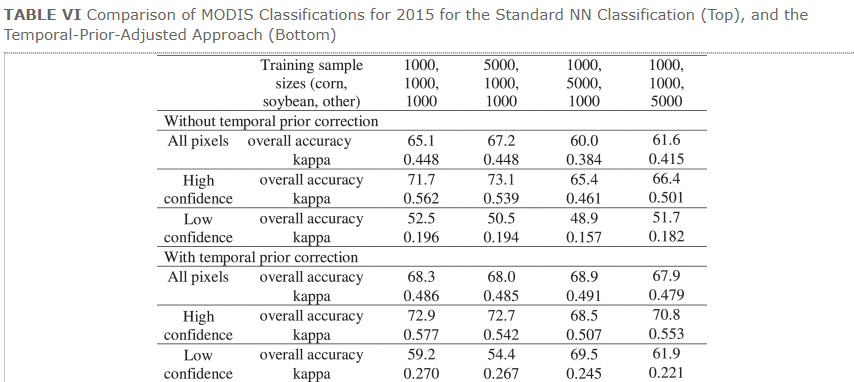 TABLE VI Comparison of MODIS Classifications for 2015 for the Standard NN Classification (Top), and the
Temporal-Prior-Adjusted Approach (Bottom)
Training sample 1000, 5000, 1000, 1000,
sizes (corn, 1000, 1000, 5000, 1000,
soybean, other) 1000 1000 1000 5000
Without temporal prior correction
All pixels overall accuracy 65.1 67.2 60.0 61.6
kappa 0.448 0.448 0.384 0.415
High overall accuracy 71.7 73.1 65.4 66.4
confidence kappa 0.562 0.539 0.461 0.501
Low overall accuracy 52.5 50.5 48.9 51.7
confidence kappa 0.196 0.194 0.157 0.182
With temporal prior correction
All pixels overall accuracy 68.3 68.0 68.9 67.9
kappa 0.486 0.485 0.491 0.479
High overall accuracy 72.9 72.7 68.5 70.8
confidence kappa 0.577 0.542 0.507 0.553
Low overall accuracy 59.2 54.4 69.5 61.9
confidence kappa 0.270 0.267 0.245 0.221